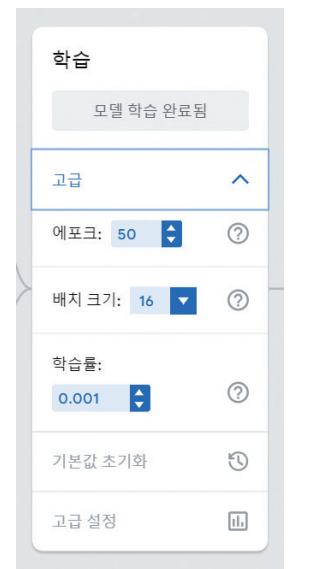 학습
모델 학습 완료됨
고급
에포크: 50
배치 크기: 16
학습률:
0.001
기본값 초기화
고급 설정